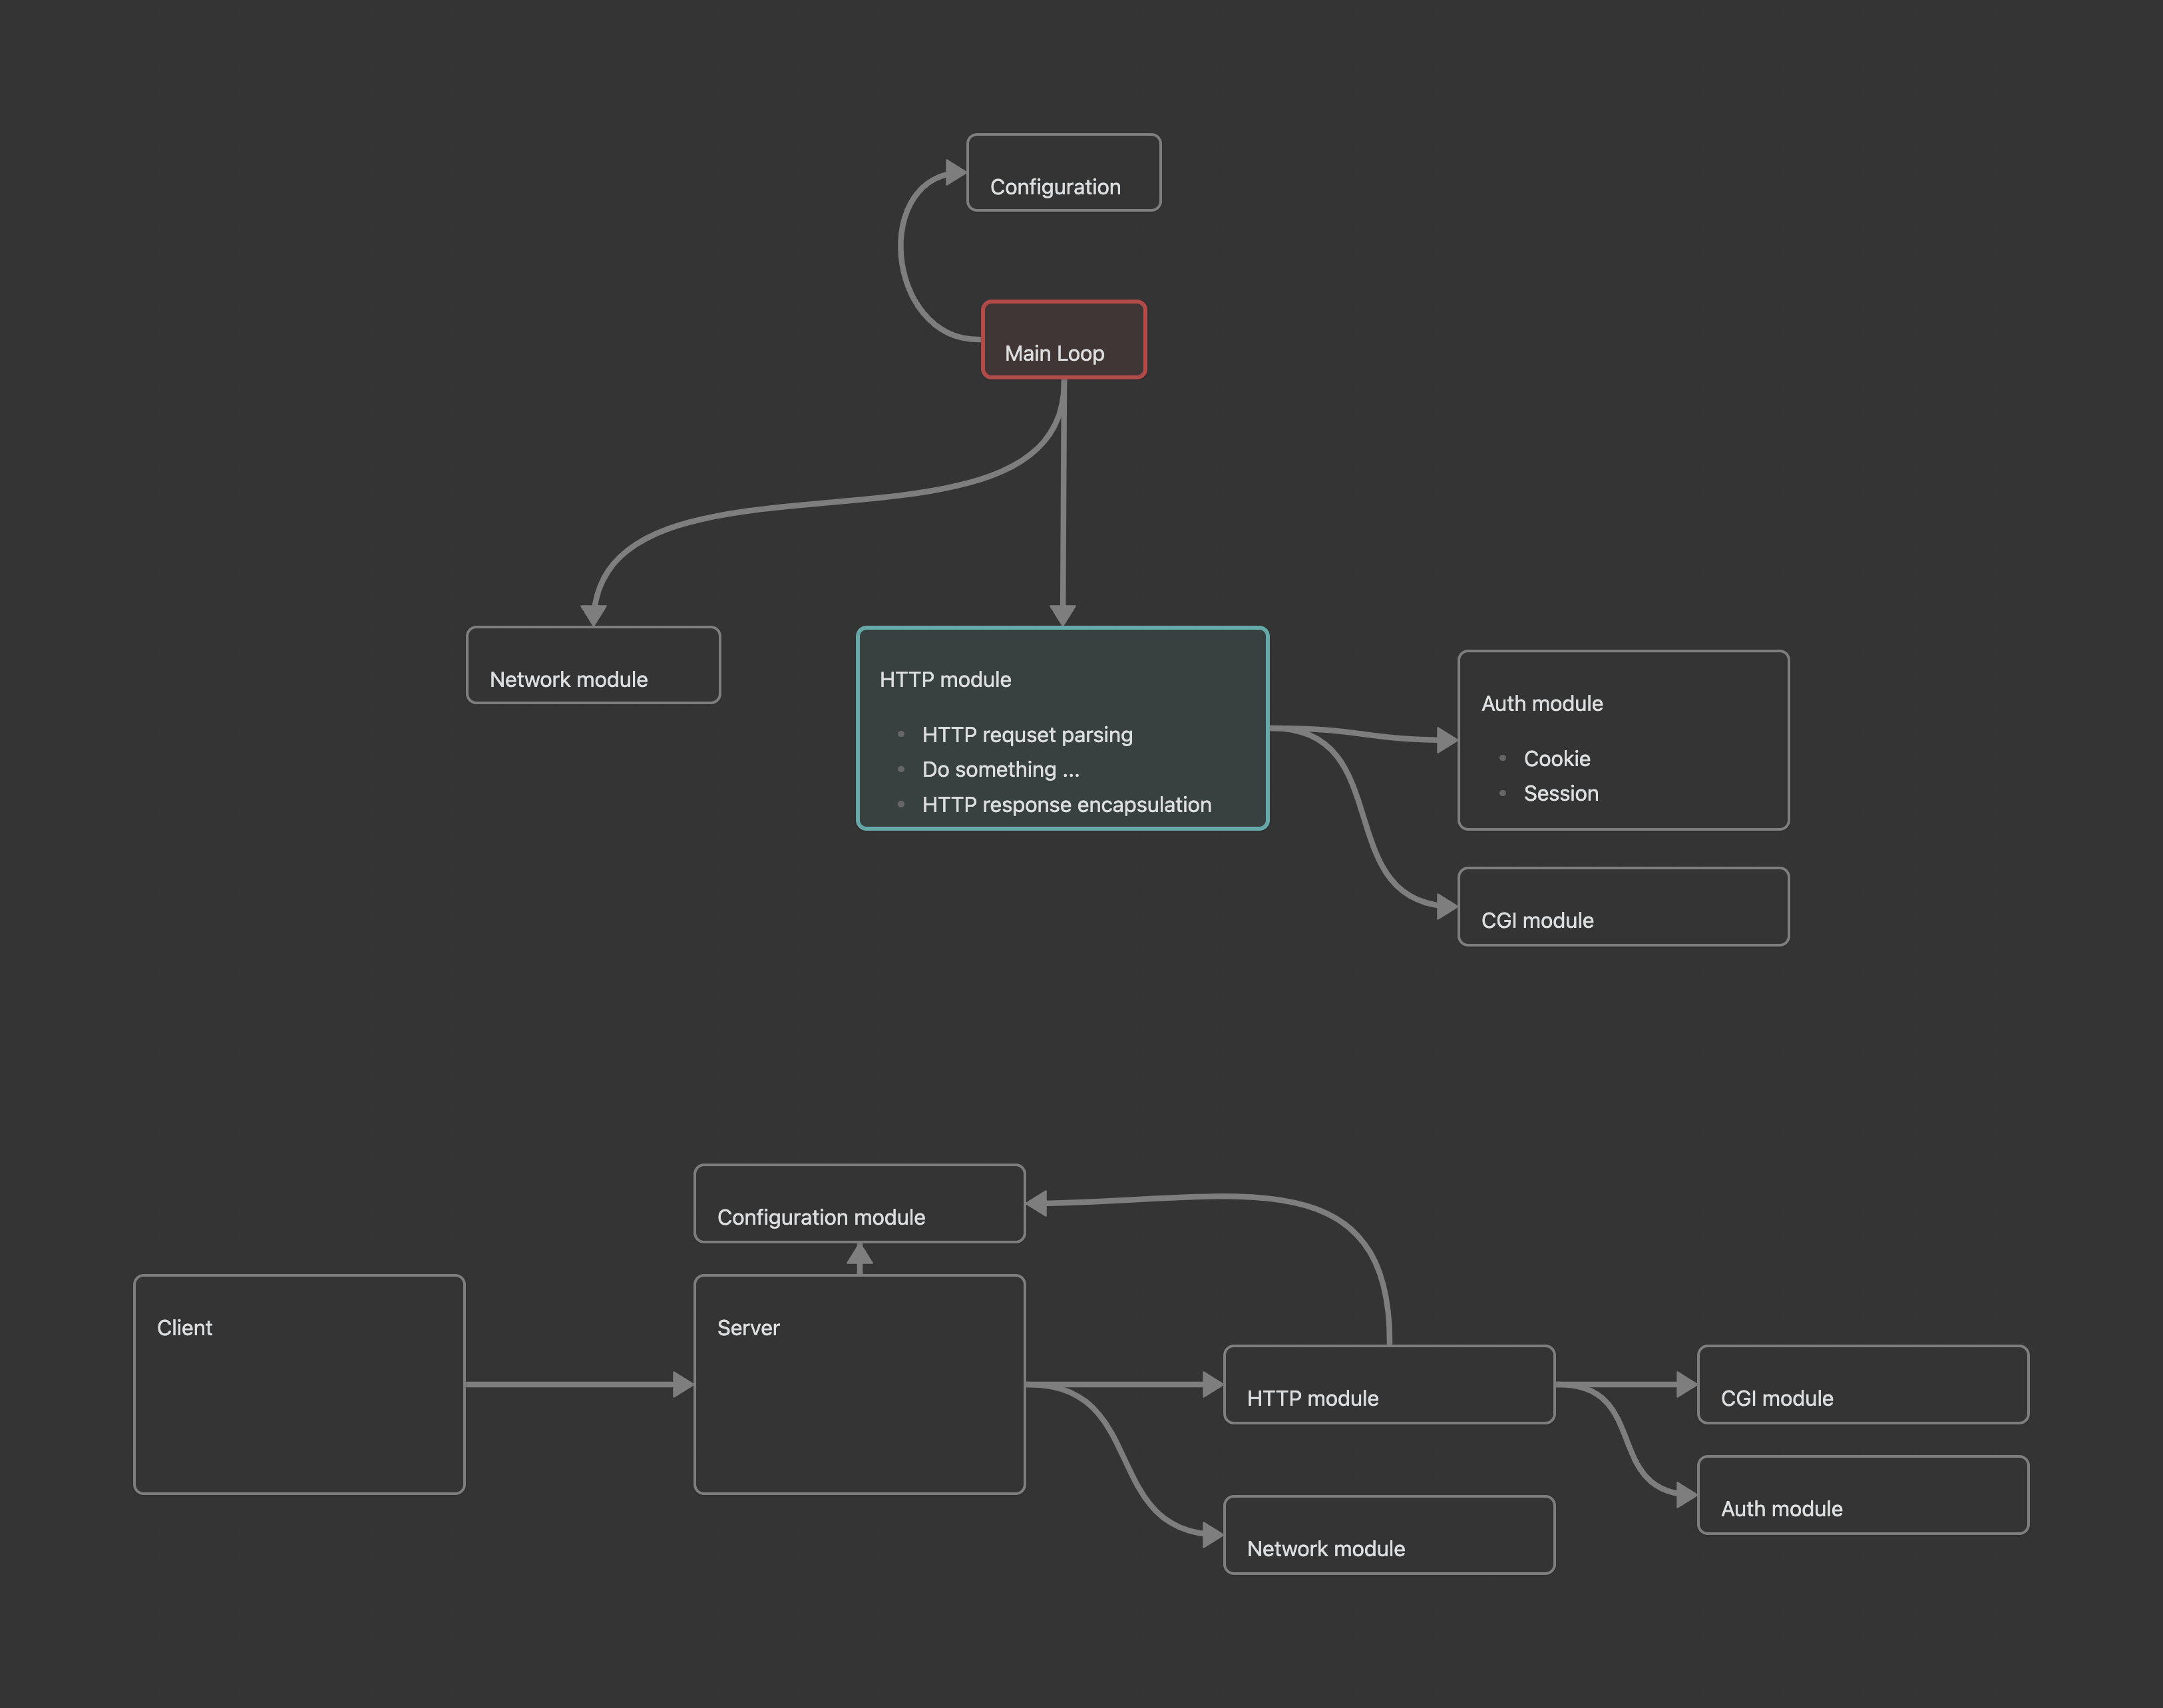 Configuration
Main Loop
Network module
HTTP module
HTTP requset parsing
Do something ...
HTTP response encapsulation
Auth module
Cookie
Session
CGI module
Configuration module
Client
Server
HTTP module
CGI module
Auth module
Network module